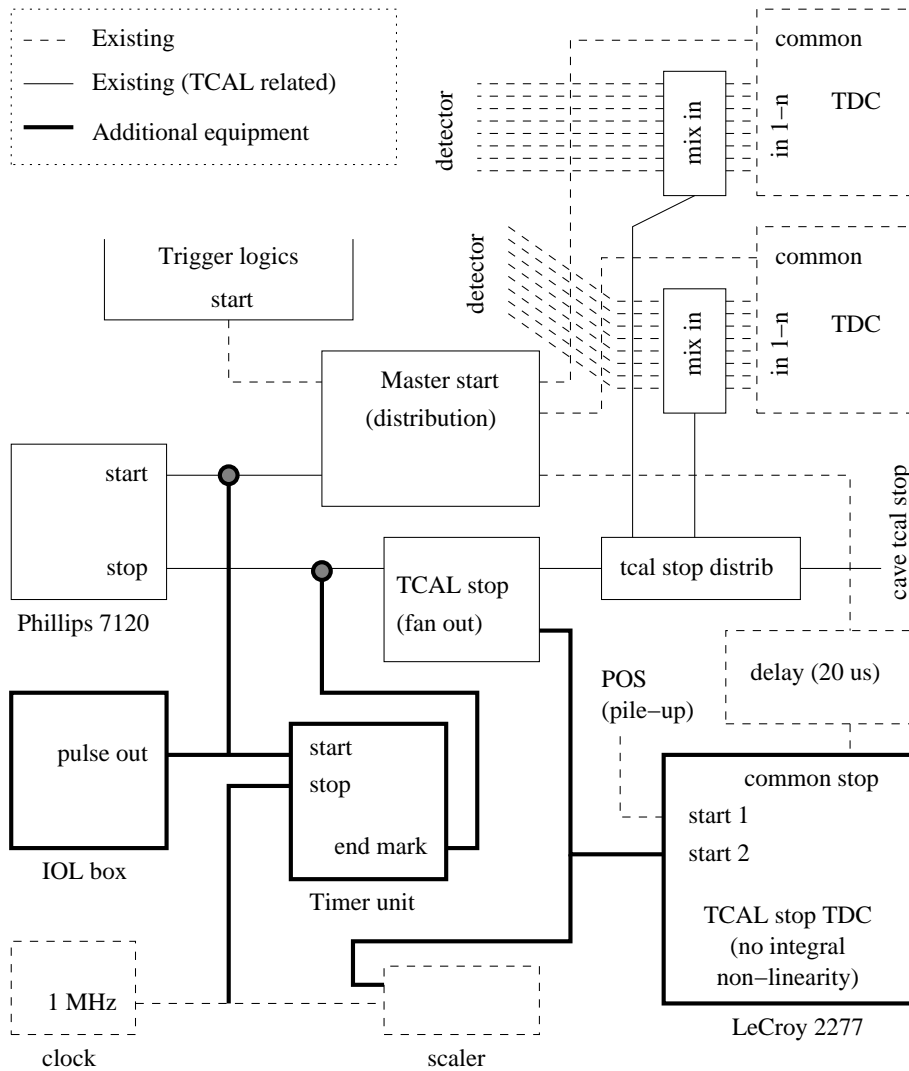 Existing
Existing (TCAL related)
Additional equipment
common
TDC
in 1−n
mix in
detector
common
TDC
in 1−n
mix in
detector
Trigger logics
start
Master start
(distribution)
start
stop
Phillips 7120
TCAL stop
(fan out)
tcal stop distrib
cave tcal stop
POS
(pile−up)
delay (20 us)
pulse out
IOL box
start
stop
end mark
Timer unit
common stop
start 1
start 2
TCAL stop TDC
(no integral
non−linearity)
LeCroy 2277
1 MHz
clock
scaler